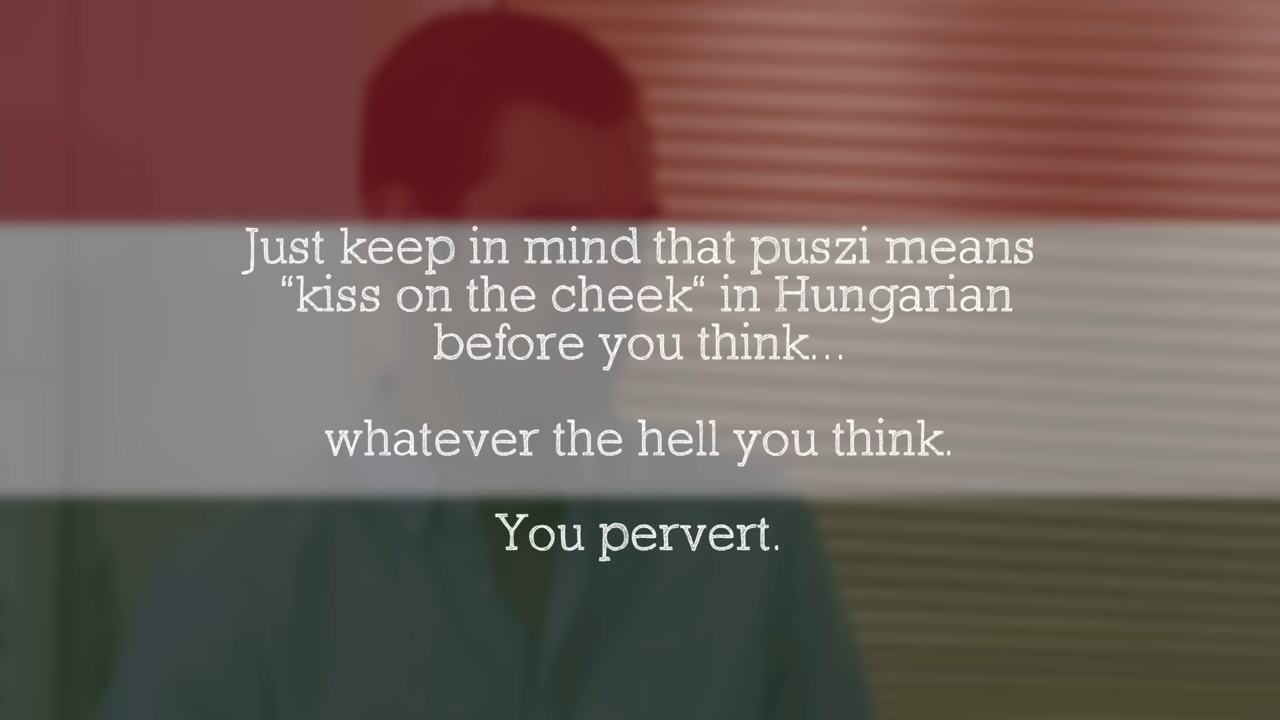 Just keep in mind that puszi means
“kiss on the cheek“ in Hungarian
before you think...
whatever the hell you think.
You pervert.